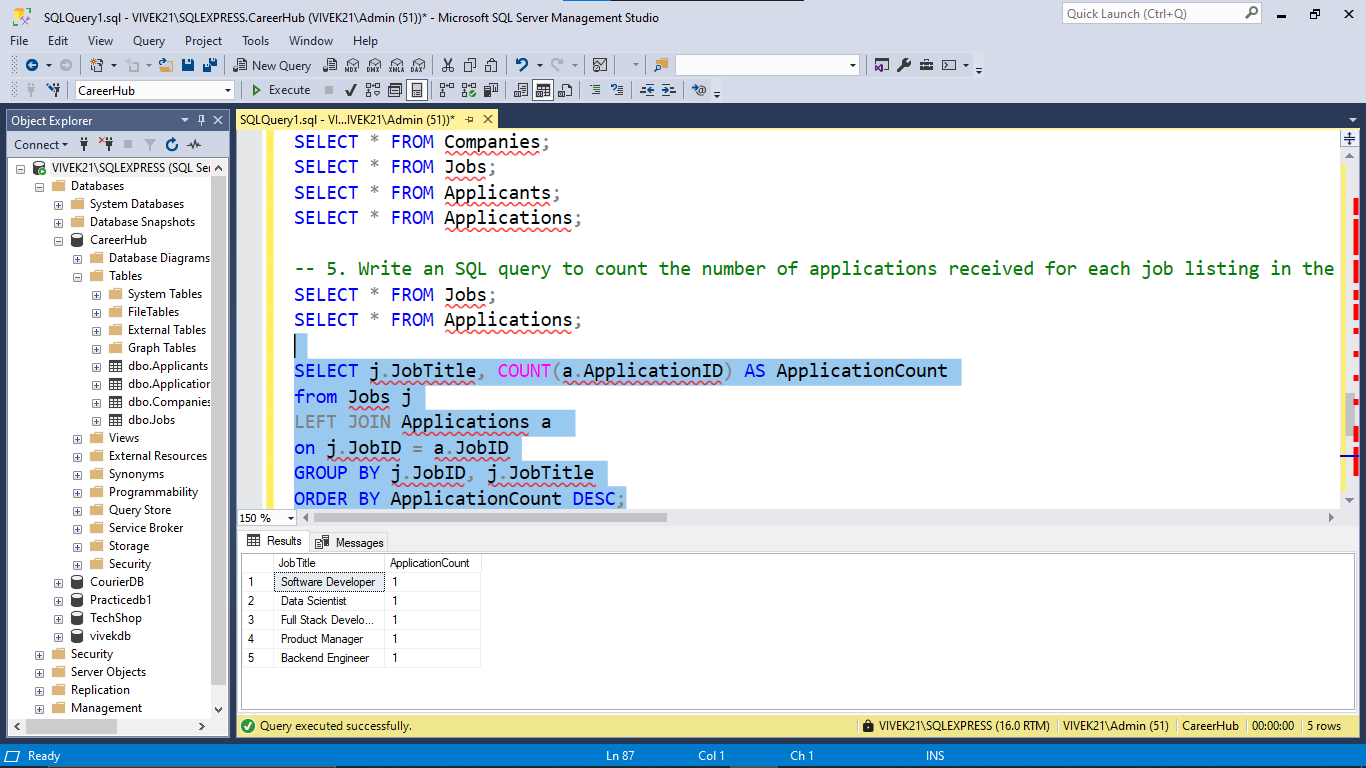 SQLQuery1.sql - VIVEK21\SQLEXPRESS.CareerHub (VIVEK21\Admin (51))* - Microsoft SQL Server Management Studio
Quick Launch (Ctrl+Q)
File Edit View Query Project Tools Window Help
New Query MDX DMX XMLA DAX
CareerHub Execute
Object Explorer
SQLQuery1.sql - VI...IVEK21\Admin (51))*
Connect
VIVEK21\SQLEXPRESS (SQL Ser
Databases
System Databases
Database Snapshots
CareerHub
Database Diagrams
Tables
System Tables
FileTables
External Tables
Graph Tables
dbo.Applicants
dbo.Application
dbo.Companies
dbo.Jobs
Views
External Resources
Synonyms
Programmability
Query Store
Service Broker
Storage
Security
CourierDB
Practicedb1
TechShop
vivekdb
Security
Server Objects
Replication
Management
SELECT * FROM Companies;
SELECT * FROM Jobs;
SELECT * FROM Applicants;
SELECT * FROM Applications;
-- 5. Write an SQL query to count the number of applications received for each job listing in the
SELECT * FROM Jobs;
SELECT * FROM Applications;
SELECT j.JobTitle, COUNT(a.ApplicationID) AS ApplicationCount
from Jobs j
LEFT JOIN Applications a
on j.JobID = a.JobID
GROUP BY j.JobID, j.JobTitle
ORDER BY ApplicationCount DESC;
150 %
Results Messages
JobTitle ApplicationCount
1 Software Developer 1
2 Data Scientist 1
3 Full Stack Develo... 1
4 Product Manager 1
5 Backend Engineer 1
Query executed successfully. VIVEK21\SQLEXPRESS (16.0 RTM) VIVEK21\Admin (51) CareerHub 00:00:00 5 rows
Ready Ln 87 Col 1 Ch 1 INS